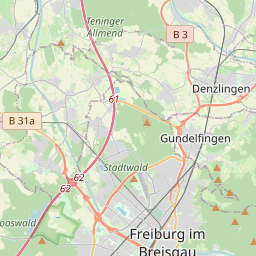 Teninger
Allmend
B 3
Denzlingen
61
B 31a
Gundelfingen
Stadtwald
62
62
ooswald
Freiburg im
Breisgau